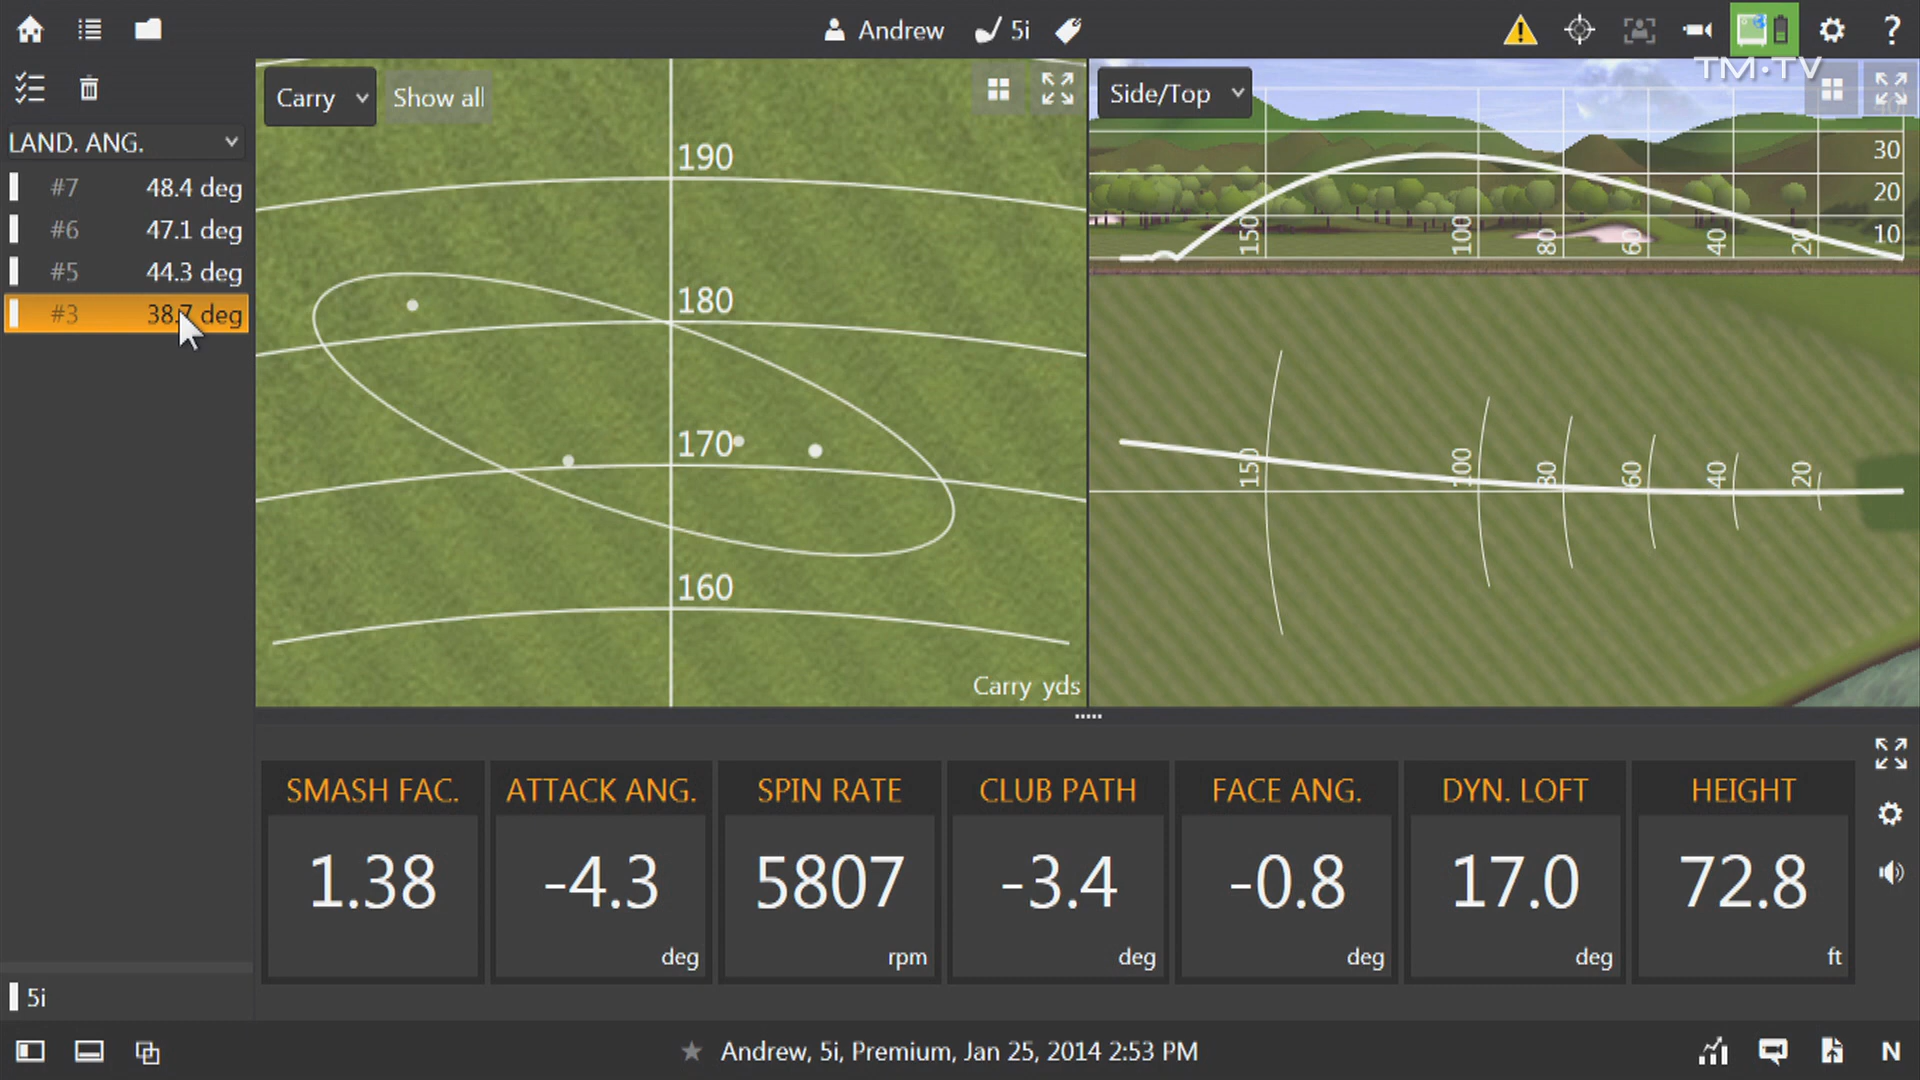 Andrew
5i
?
TM•TV
LAND. ANG.
#7 48.4 deg
#6 47.1 deg
#5 44.3 deg
#3 38.7 deg
5i
Carry
Show all
190
180
170
160
Carry yds
Side/Top
30
20
10
150 100 80 60 40 20
150 100 80 60 40 20
SMASH FAC.
1.38
ATTACK ANG.
-4.3
deg
SPIN RATE
5807
rpm
CLUB PATH
-3.4
deg
FACE ANG.
-0.8
deg
DYN. LOFT
17.0
deg
HEIGHT
72.8
ft
Andrew, 5i, Premium, Jan 25, 2014 2:53 PM
N